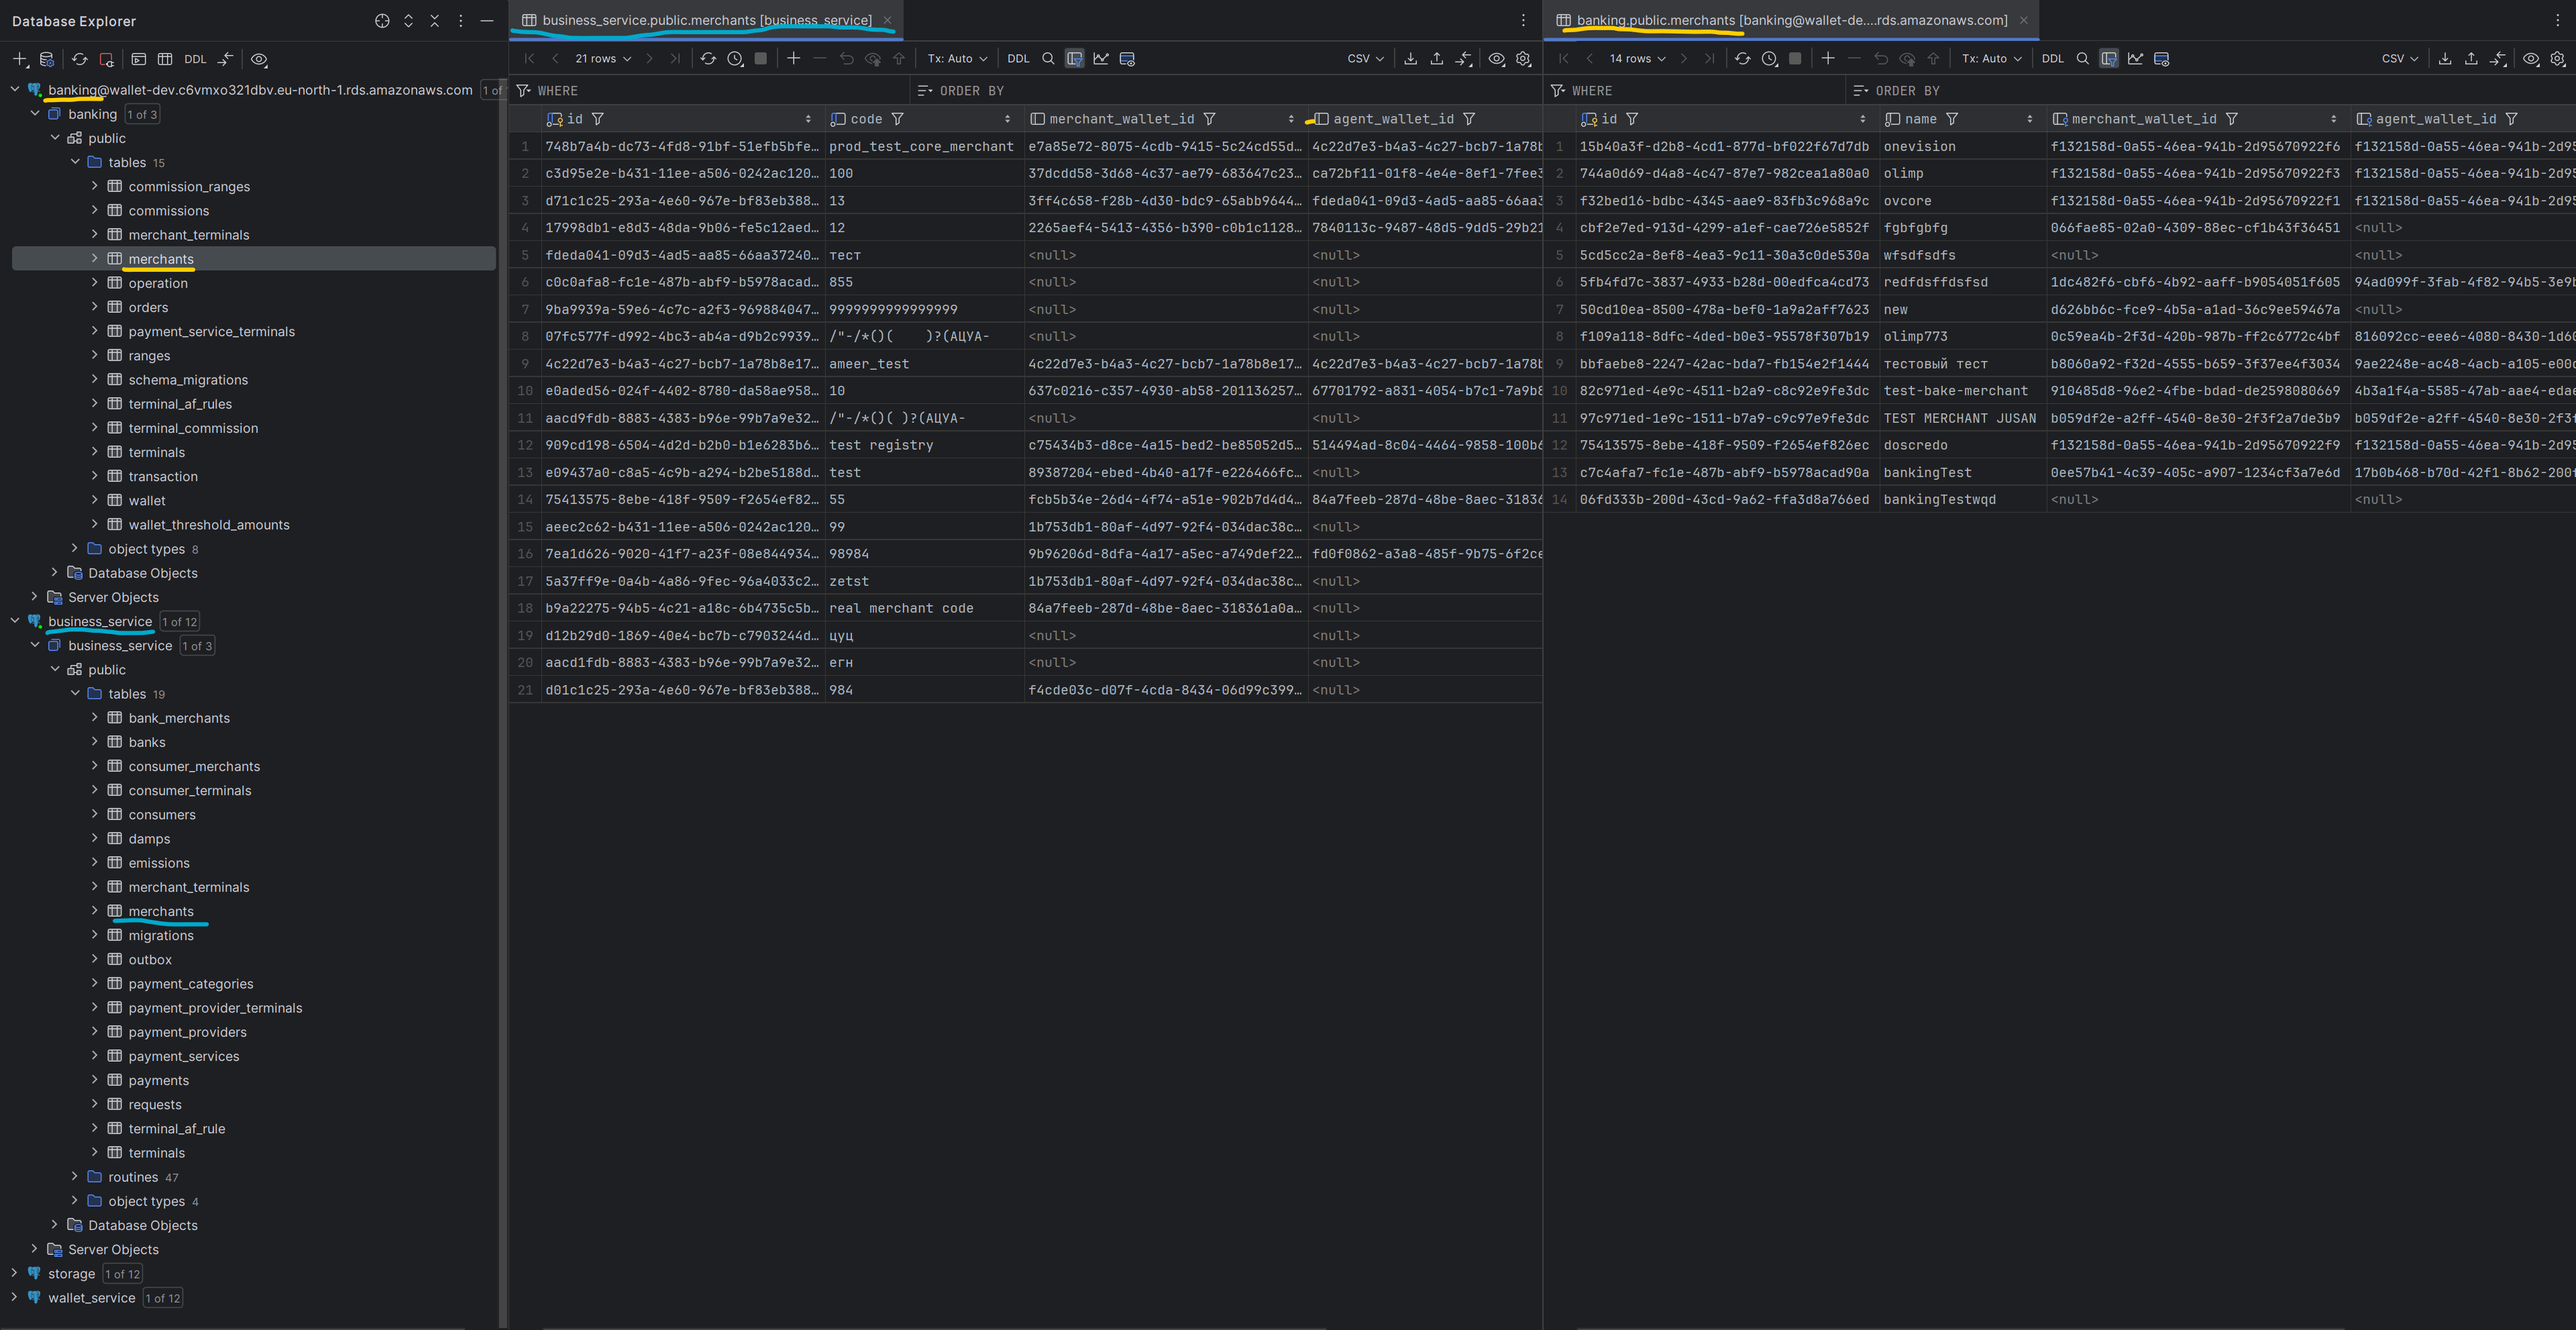 Database Explorer
DDL
banking@wallet-dev.c6vmxo321dbv.eu-north-1.rds.amazonaws.com 1 of
banking 1 of 3
public
tables 15
commission_ranges
commissions
merchant_terminals
merchants
operation
orders
payment_service_terminals
ranges
schema_migrations
terminal_af_rules
terminal_commission
terminals
transaction
wallet
wallet_threshold_amounts
object types 8
Database Objects
Server Objects
business_service 1 of 12
business_service 1 of 3
public
tables 19
bank_merchants
banks
consumer_merchants
consumer_terminals
consumers
damps
emissions
merchant_terminals
merchants
migrations
outbox
payment_categories
payment_provider_terminals
payment_providers
payment_services
payments
requests
terminal_af_rule
terminals
routines 47
object types 4
Database Objects
Server Objects
storage 1 of 12
wallet_service 1 of 12
business_service.public.merchants [business_service]
21 rows Tx: Auto DDL CSV
WHERE ORDER BY
id code merchant_wallet_id agent_wallet_id
1 748b7a4b-dc73-4fd8-91bf-51efb5bfe… prod_test_core_merchant e7a85e72-8075-4cdb-9415-5c24cd55d… 4c22d7e3-b4a3-4c27-bcb7-1a78b
2 c3d95e2e-b431-11ee-a506-0242ac120… 100 37dcdd58-3d68-4c37-ae79-683647c23… ca72bf11-01f8-4e4e-8ef1-7fee3
3 d71c1c25-293a-4e60-967e-bf83eb388… 13 3ff4c658-f28b-4d30-bdc9-65abb9644… fdeda041-09d3-4ad5-aa85-66aa3
4 17998db1-e8d3-48da-9b06-fe5c12aed… 12 2265aef4-5413-4356-b390-c0b1c1128… 7840113c-9487-48d5-9dd5-29b21
5 fdeda041-09d3-4ad5-aa85-66aa37240… тест <null> <null>
6 c0c0afa8-fc1e-487b-abf9-b5978acad… 855 <null> <null>
7 9ba9939a-59e6-4c7c-a2f3-969884047… 9999999999999999 <null> <null>
8 07fc577f-d992-4bc3-ab4a-d9b2c9939… /"-/*()(    )?(АЦУА- <null> <null>
9 4c22d7e3-b4a3-4c27-bcb7-1a78b8e17… ameer_test 4c22d7e3-b4a3-4c27-bcb7-1a78b8e17… 4c22d7e3-b4a3-4c27-bcb7-1a78b
10 e0aded56-024f-4402-8780-da58ae958… 10 637c0216-c357-4930-ab58-201136257… 67701792-a831-4054-b7c1-7a9b8
11 aacd9fdb-8883-4383-b96e-99b7a9e32… /"-/*()( )?(АЦУА- <null> <null>
12 909cd198-6504-4d2d-b2b0-b1e6283b6… test registry c75434b3-d8ce-4a15-bed2-be85052d5… 514494ad-8c04-4464-9858-100b6
13 e09437a0-c8a5-4c9b-a294-b2be5188d… test 89387204-ebed-4b40-a17f-e226466fc… <null>
14 75413575-8ebe-418f-9509-f2654ef82… 55 fcb5b34e-26d4-4f74-a51e-902b7d4d4… 84a7feeb-287d-48be-8aec-31836
15 aeec2c62-b431-11ee-a506-0242ac120… 99 1b753db1-80af-4d97-92f4-034dac38c… <null>
16 7ea1d626-9020-41f7-a23f-08e844934… 98984 9b96206d-8dfa-4a17-a5ec-a749def22… fd0f0862-a3a8-485f-9b75-6f2ce
17 5a37ff9e-0a4b-4a86-9fec-96a4033c2… zetst 1b753db1-80af-4d97-92f4-034dac38c… <null>
18 b9a22275-94b5-4c21-a18c-6b4735c5b… real merchant code 84a7feeb-287d-48be-8aec-318361a0a… <null>
19 d12b29d0-1869-40e4-bc7b-c7903244d… цуц <null> <null>
20 aacd1fdb-8883-4383-b96e-99b7a9e32… егн <null> <null>
21 d01c1c25-293a-4e60-967e-bf83eb388… 984 f4cde03c-d07f-4cda-8434-06d99c399… <null>
banking.public.merchants [banking@wallet-de....rds.amazonaws.com]
14 rows Tx: Auto DDL CSV
WHERE ORDER BY
id name merchant_wallet_id agent_wallet_id
1 15b40a3f-d2b8-4cd1-877d-bf022f67d7db onevision f132158d-0a55-46ea-941b-2d95670922f6 f132158d-0a55-46ea-941b-2d95
2 744a0d69-d4a8-4c47-87e7-982cea1a80a0 olimp f132158d-0a55-46ea-941b-2d95670922f3 f132158d-0a55-46ea-941b-2d95
3 f32bed16-bdbc-4345-aae9-83fb3c968a9c ovcore f132158d-0a55-46ea-941b-2d95670922f1 f132158d-0a55-46ea-941b-2d95
4 cbf2e7ed-913d-4299-a1ef-cae726e5852f fgbfgbfg 066fae85-02a0-4309-88ec-cf1b43f36451 <null>
5 5cd5cc2a-8ef8-4ea3-9c11-30a3c0de530a wfsdfsdfs <null> <null>
6 5fb4fd7c-3837-4933-b28d-00edfca4cd73 redfdsffdsfsd 1dc482f6-cbf6-4b92-aaff-b9054051f605 94ad099f-3fab-4f82-94b5-3e9b
7 50cd10ea-8500-478a-bef0-1a9a2aff7623 new d626bb6c-fce9-4b5a-a1ad-36c9ee59467a <null>
8 f109a118-8dfc-4ded-b0e3-95578f307b19 olimp773 0c59ea4b-2f3d-420b-987b-ff2c6772c4bf 816092cc-eee6-4080-8430-1d60
9 bbfaebe8-2247-42ac-bda7-fb154e2f1444 тестовый тест b8060a92-f32d-4555-b659-3f37ee4f3034 9ae2248e-ac48-4acb-a105-e00d
10 82c971ed-4e9c-4511-b2a9-c8c92e9fe3dc test-bake-merchant 910485d8-96e2-4fbe-bdad-de2598080669 4b3a1f4a-5585-47ab-aae4-edae
11 97c971ed-1e9c-1511-b7a9-c9c97e9fe3dc TEST MERCHANT JUSAN b059df2e-a2ff-4540-8e30-2f3f2a7de3b9 b059df2e-a2ff-4540-8e30-2f3f
12 75413575-8ebe-418f-9509-f2654ef826ec doscredo f132158d-0a55-46ea-941b-2d95670922f9 f132158d-0a55-46ea-941b-2d95
13 c7c4afa7-fc1e-487b-abf9-b5978acad90a bankingTest 0ee57b41-4c39-405c-a907-1234cf3a7e6d 17b0b468-b70d-42f1-8b62-200f
14 06fd333b-200d-43cd-9a62-ffa3d8a766ed bankingTestwqd <null> <null>